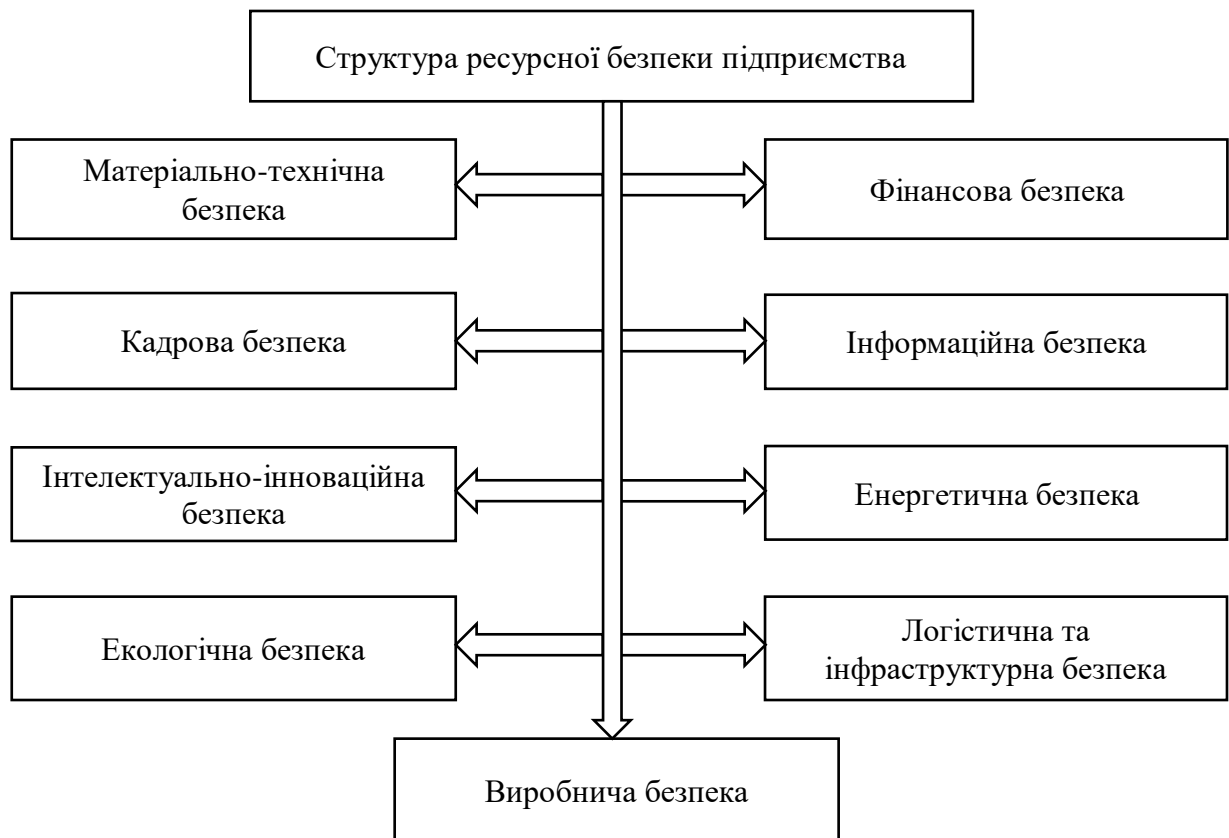 Структура ресурсної безпеки підприємства
Матеріально-технічна
безпека
Фінансова безпека
Кадрова безпека
Інформаційна безпека
Інтелектуально-інноваційна
безпека
Енергетична безпека
Екологічна безпека
Логістична та
інфраструктурна безпека
Виробнича безпека